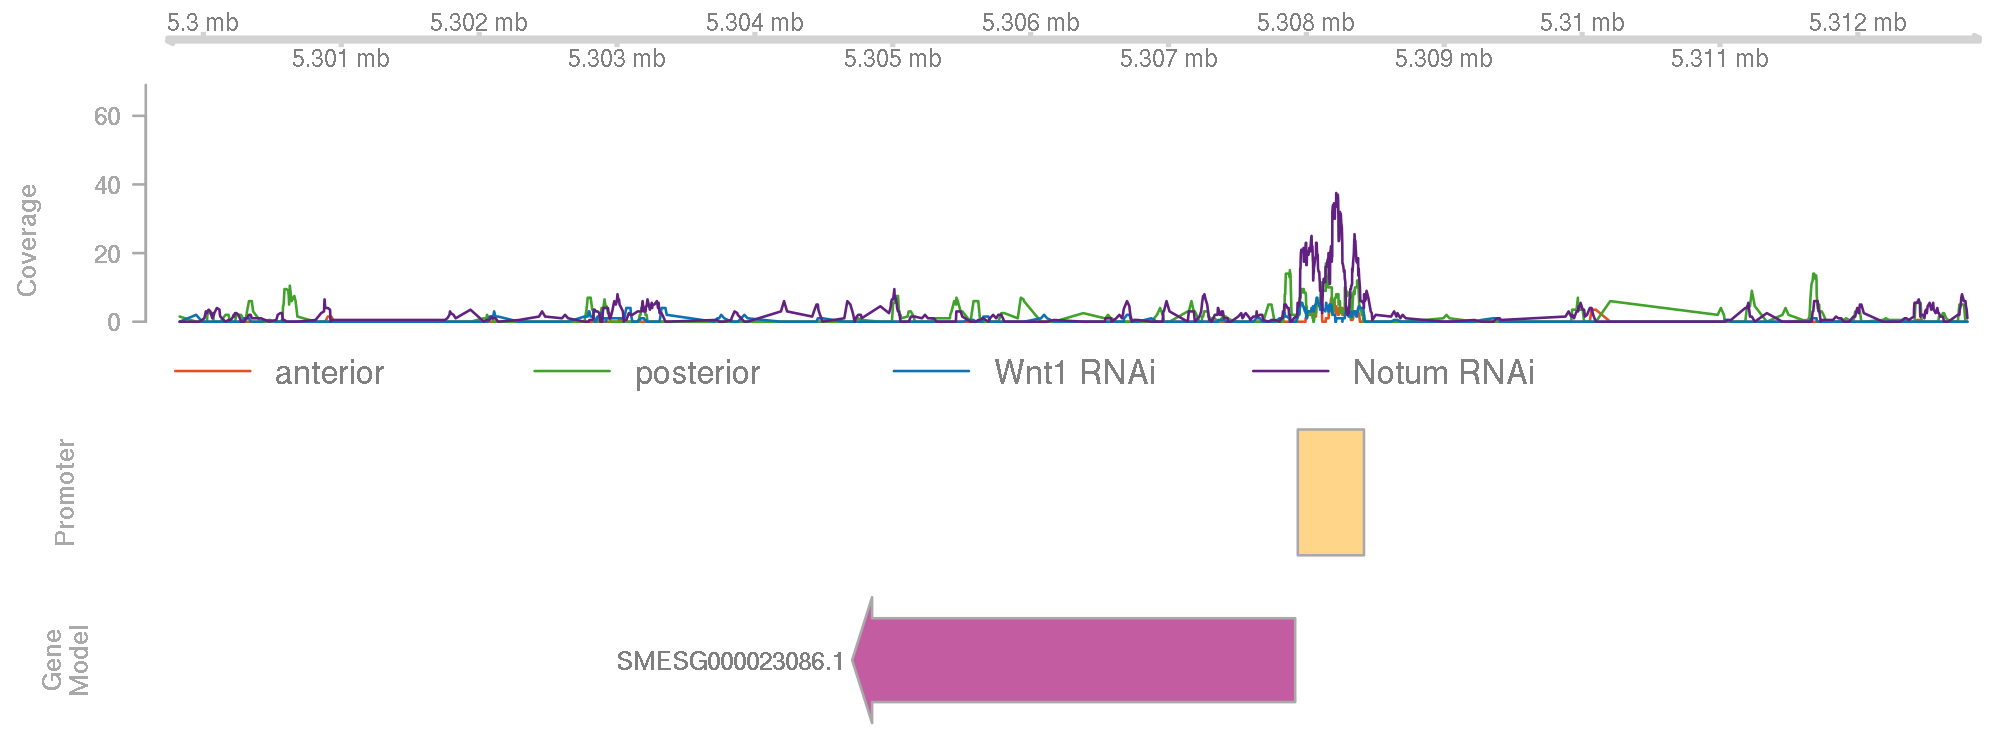 5.3 mb 5.302 mb 5.304 mb 5.306 mb 5.308 mb 5.31 mb 5.312 mb
5.301 mb 5.303 mb 5.305 mb 5.307 mb 5.309 mb 5.311 mb
Coverage
60
40
20
0
anterior posterior Wnt1 RNAi Notum RNAi
Promoter
Gene
Model
SMESG000023086.1